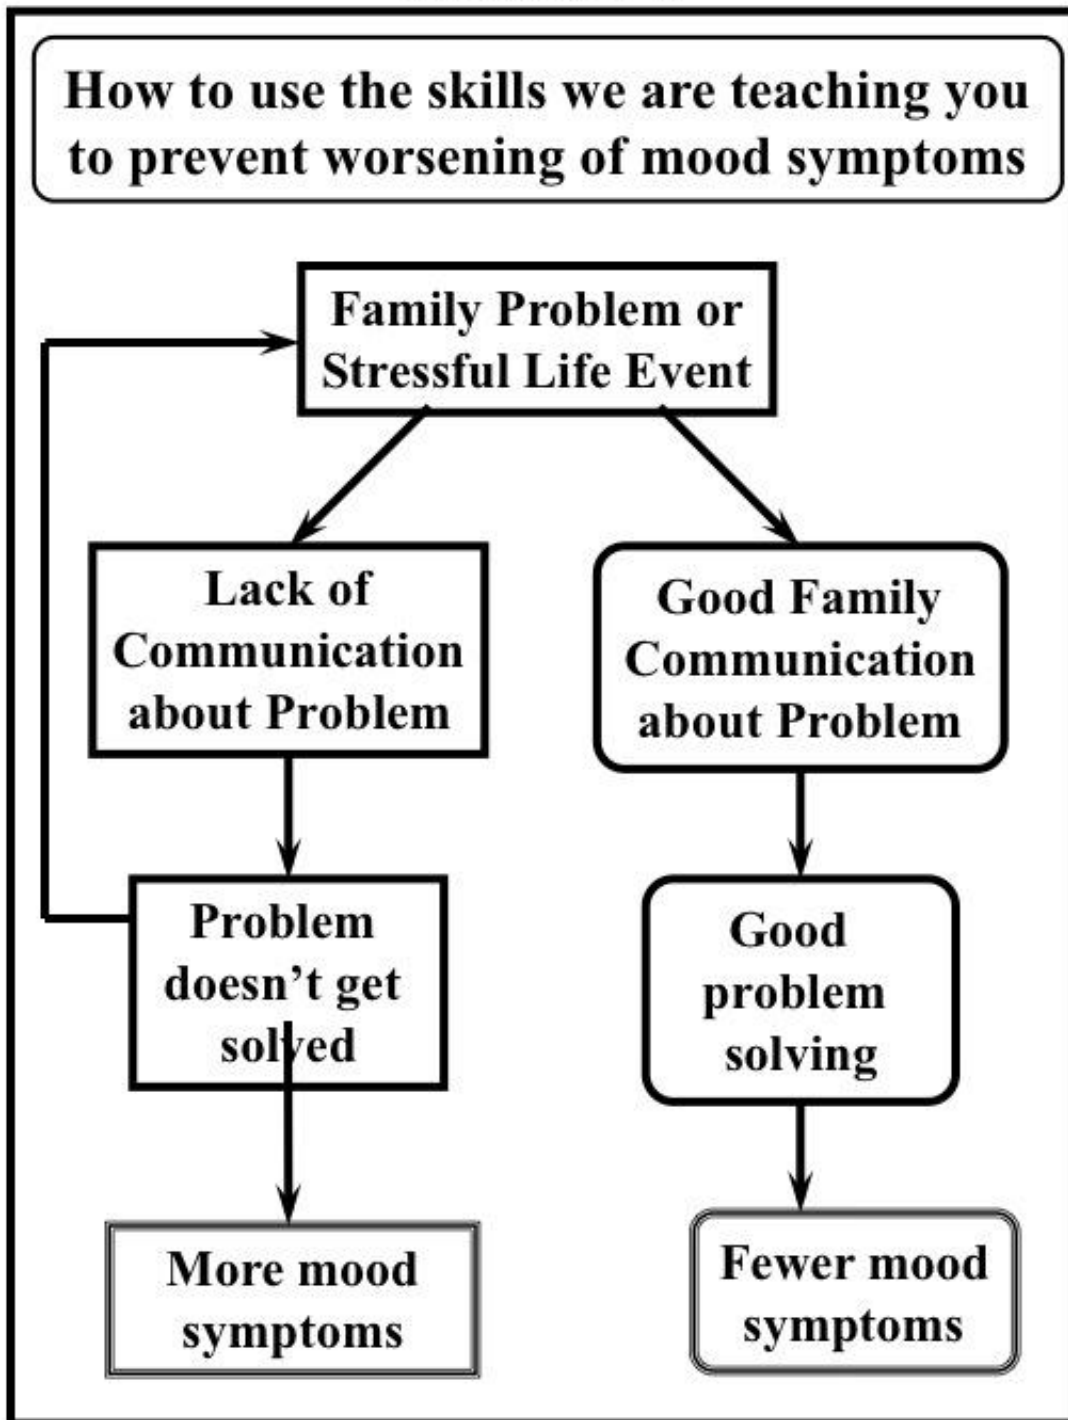 How to use the skills we are teaching you
to prevent worsening of mood symptoms
Family Problem or
Stressful Life Event
Lack of
Communication
about Problem
Good Family
Communication
about Problem
Problem
doesn’t get
solved
Good
problem
solving
More mood
symptoms
Fewer mood
symptoms